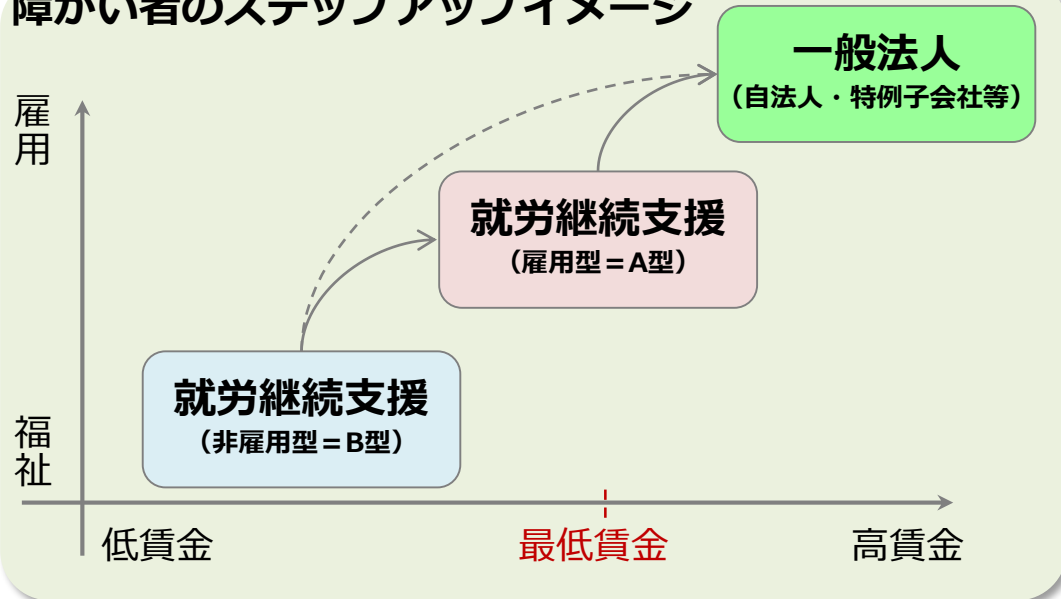 障がい者のステップアップイメージ
一般法人
（自法人・特例子会社等）
雇用
就労継続支援
（雇用型＝A型）
就労継続支援
（非雇用型＝B型）
福祉
低賃金
最低賃金
高賃金